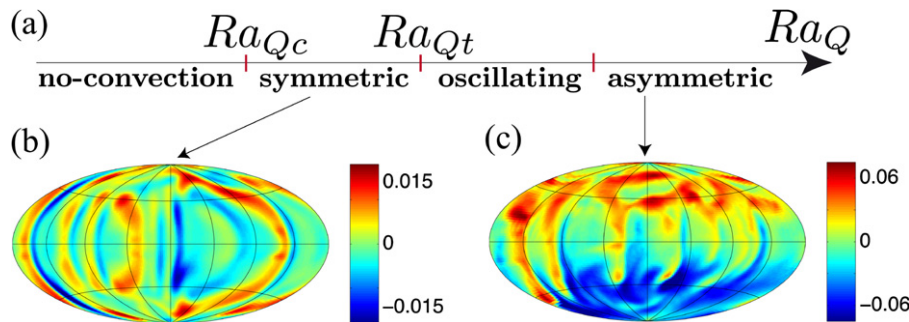 (a) Ra_Qc Ra_Qt Ra_Q
no-convection symmetric oscillating asymmetric
(b) (c)
0.015 0.06
0 0
−0.015 -0.06